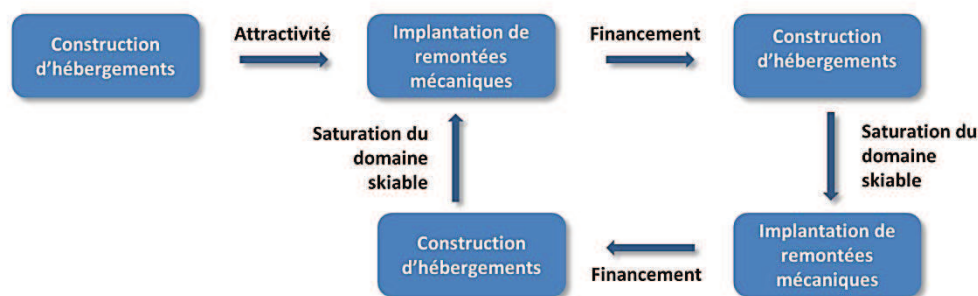 Construction
d'hébergements
Attractivité
Implantation de
remontées
mécaniques
Financement
Construction
d'hébergements
Saturation du
domaine
skiable
Saturation du
domaine
skiable
Construction
d'hébergements
Financement
Implantation de
remontées
mécaniques